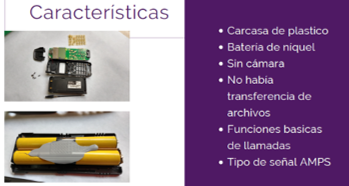 Características
• Carcasa de plastico
• Bateria de níquel
• Sin cámara
• No habia
transferencia de
archivos
• Funciones basicas
de llamadas
• Tipo de señal AMPS